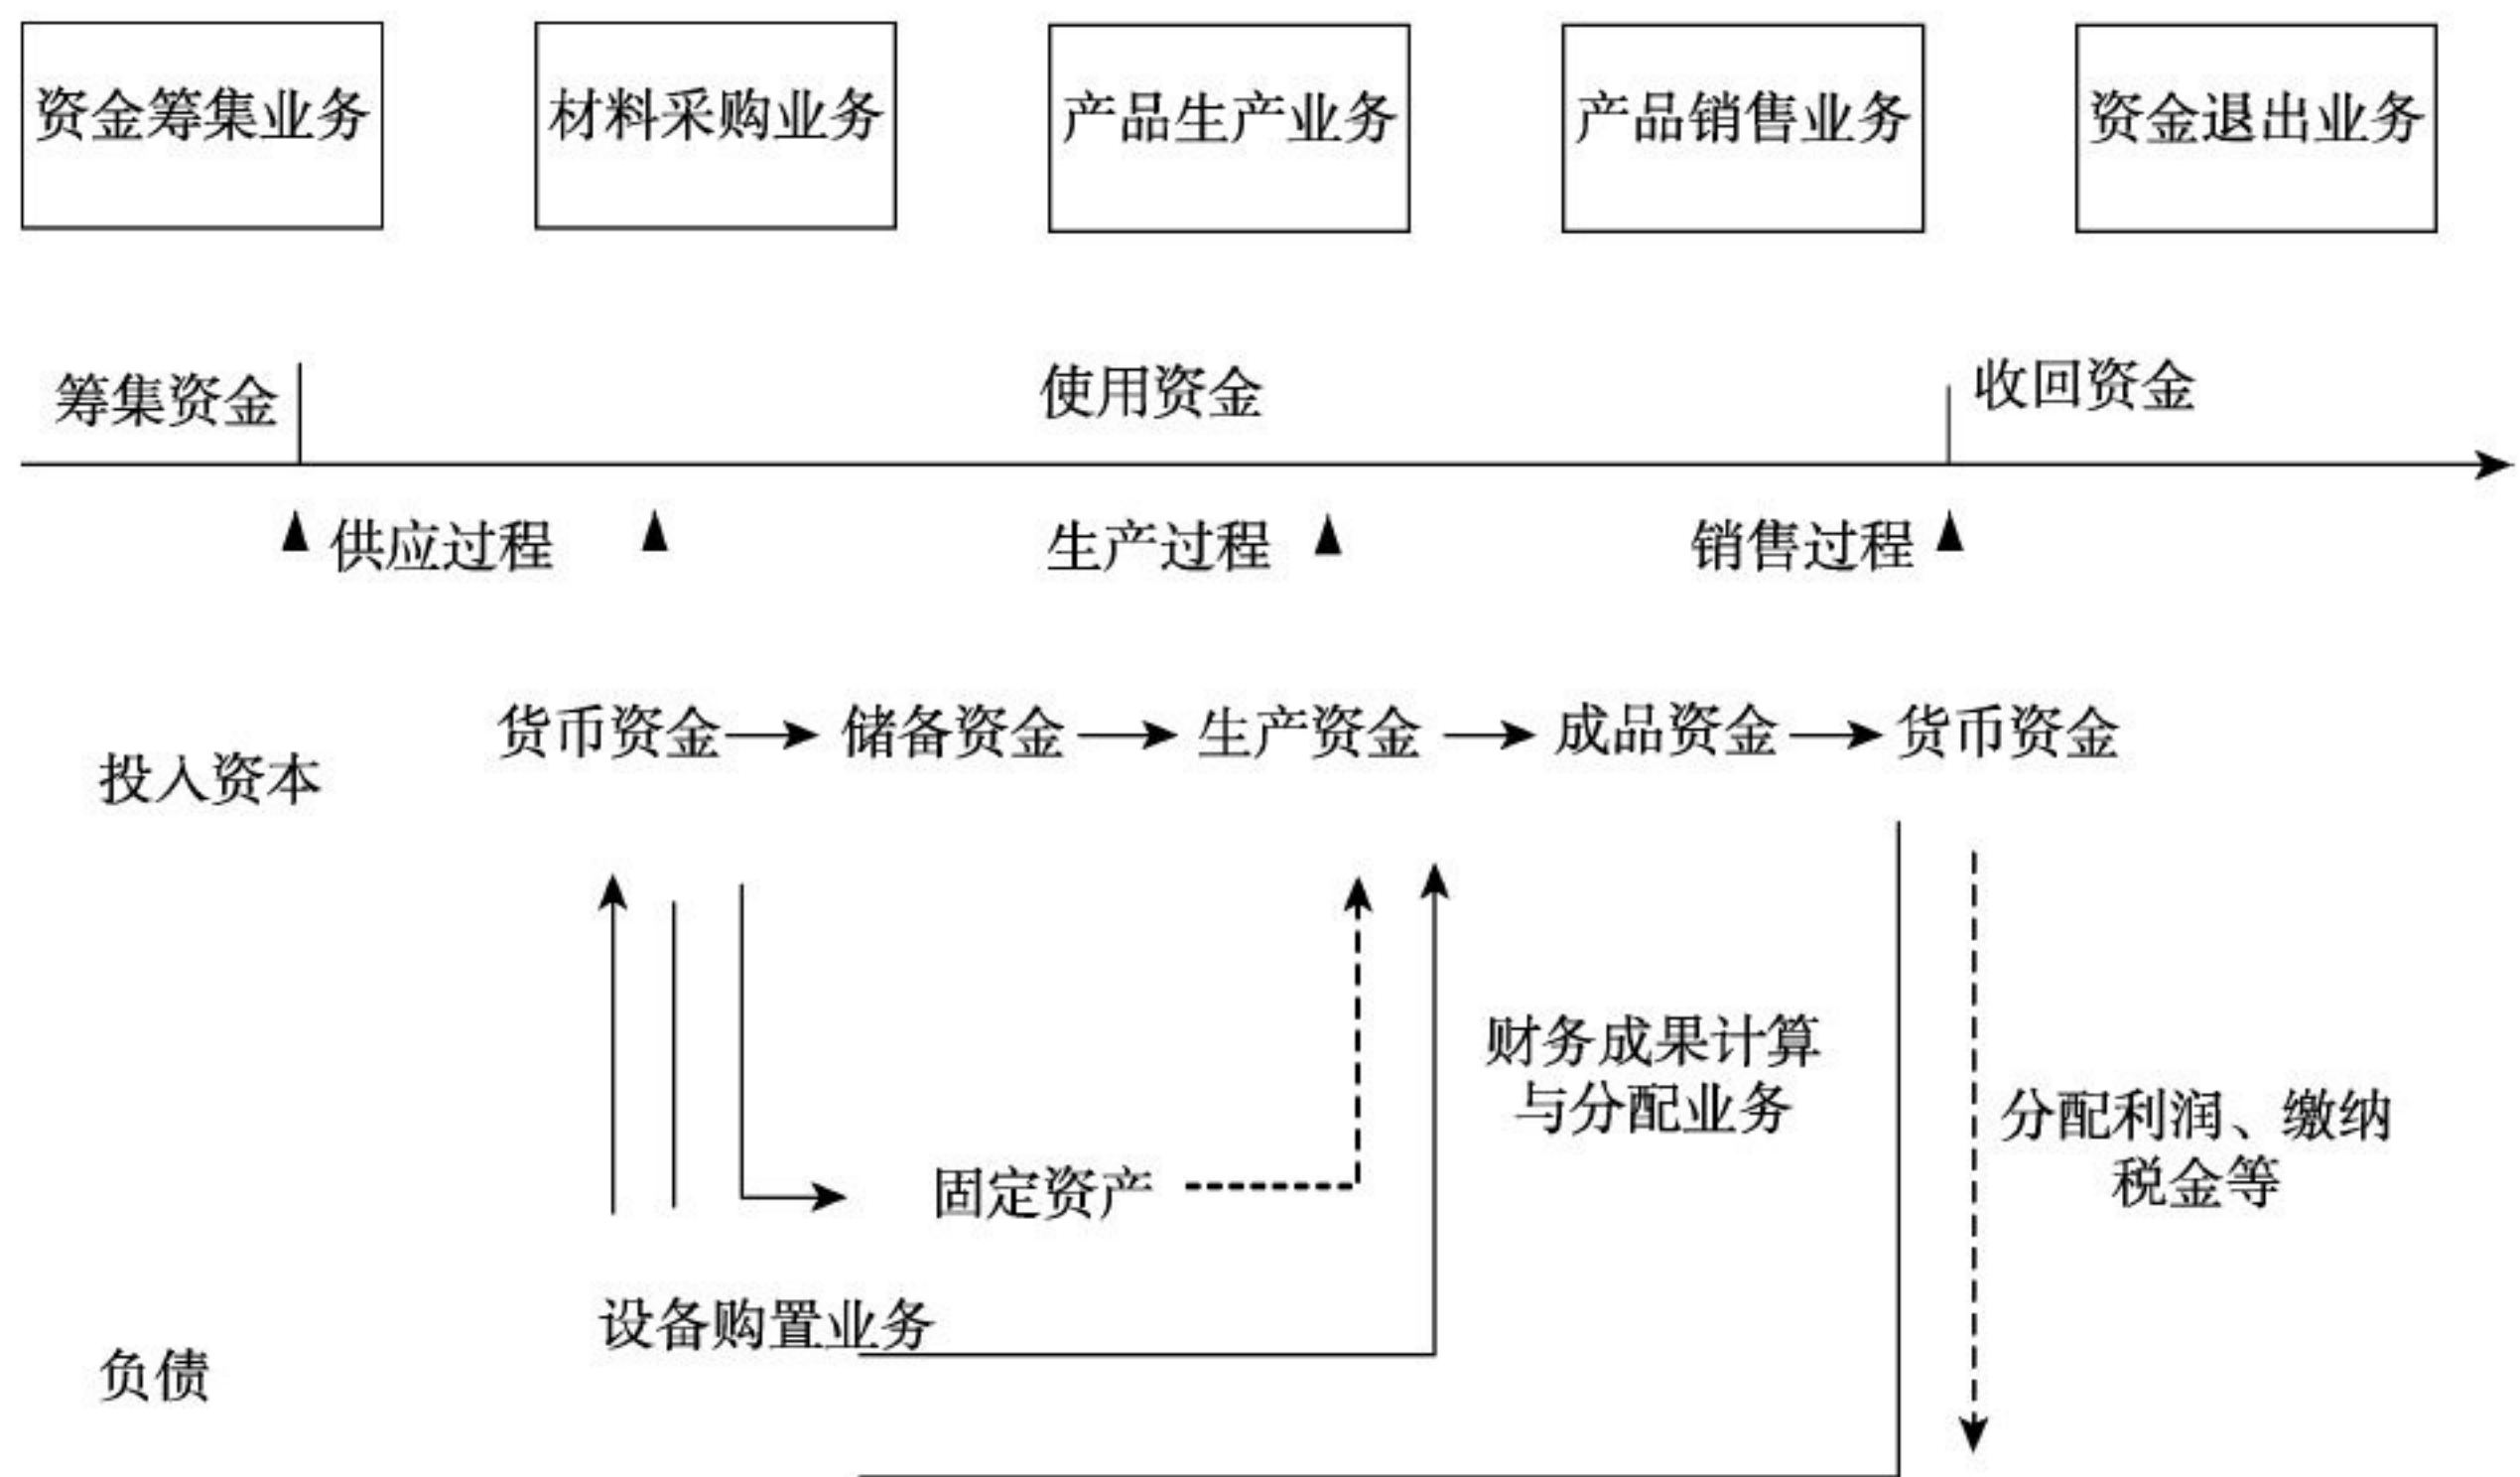 资金筹集业务
材料采购业务
产品生产业务
产品销售业务
资金退出业务
筹集资金
使用资金
收回资金
供应过程
生产过程
销售过程
货币资金
储备资金
生产资金
成品资金
货币资金
投入资本
财务成果计算
与分配业务
分配利润、缴纳
税金等
固定资产
设备购置业务
负债